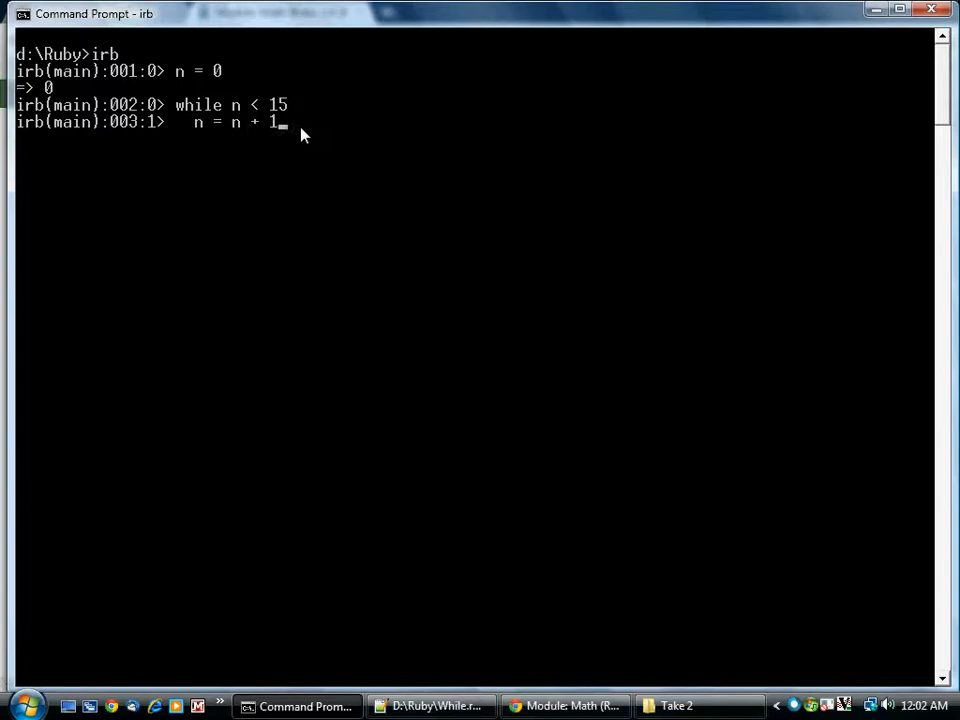 Command Prompt - irb
d:\Ruby>irb
irb(main):001:0> n = 0
=> 0
irb(main):002:0> while n < 15
irb(main):003:1>   n = n + 1_
Command Prom...
D:\Ruby\While.r...
Module: Math (R...
Take 2
12:02 AM